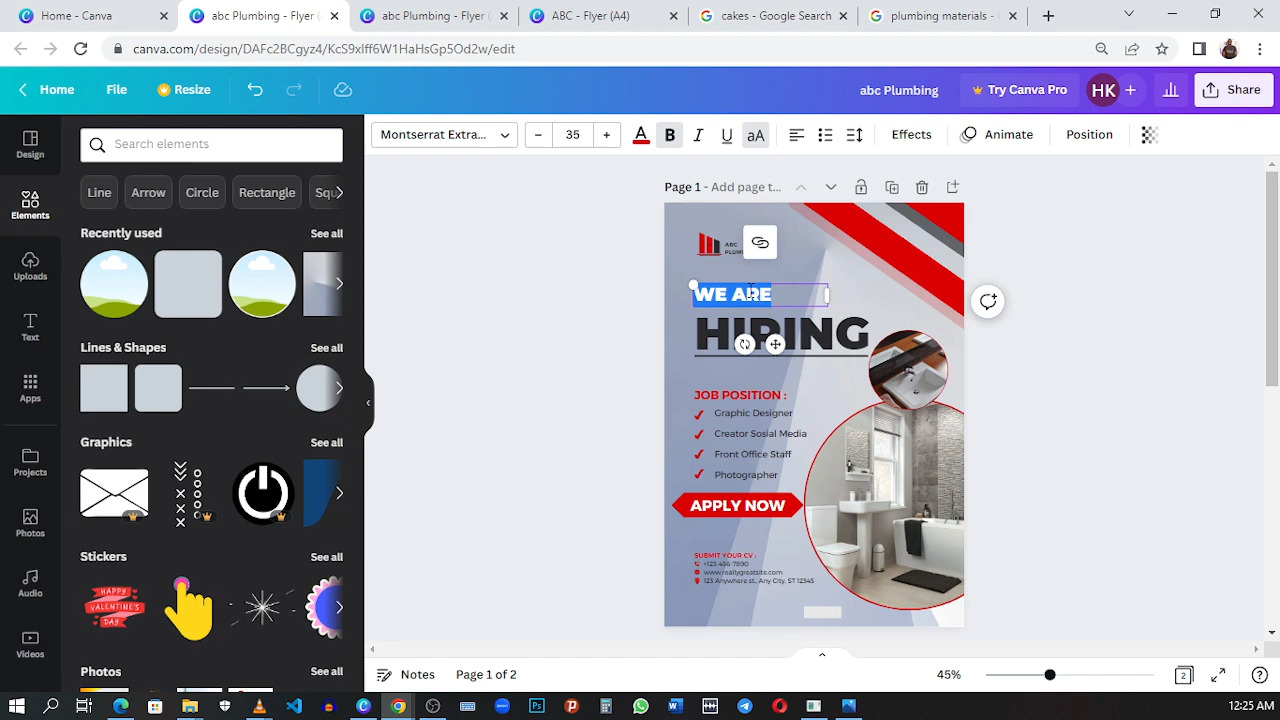 Home - Canva
abc Plumbing - Flyer (
abc Plumbing - Flyer (
ABC - Flyer (A4)
cakes - Google Search
plumbing materials -
canva.com/design/DAFc2BCgyz4/KcS9xlff6W1HaHsGp5Od2w/edit
Home
File
Resize
abc Plumbing
Try Canva Pro
HK
Share
Montserrat Extra...
35
A
B
I
U
aA
Effects
Animate
Position
Design
Elements
Uploads
Text
Apps
Projects
Photos
Audio
Videos
Search elements
Line
Arrow
Circle
Rectangle
Squ
Recently used
See all
Lines & Shapes
See all
Graphics
See all
Stickers
See all
HAPPY
VALENTINE'S
DAY
Photos
See all
Page 1 - Add page t...
ABC
PLUM
WE ARE
HIRING
JOB POSITION :
Graphic Designer
Creator Sosial Media
Front Office Staff
Photographer
APPLY NOW
SUBMIT YOUR CV :
+123-456-7890
www.reallygreatsite.com
123 Anywhere st., Any City, ST 12345
Notes
Page 1 of 2
45%
2
12:25 AM